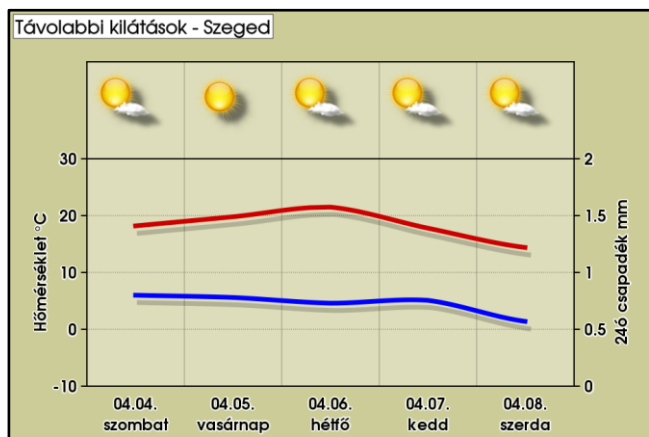 Távolabbi kilátások - Szeged
30
20
10
0
-10
Hőmérséklet °C
2
1.5
1
0.5
0
24ó csapadék mm
04.04. 04.05. 04.06. 04.07. 04.08.
szombat vasárnap hétfő kedd szerda